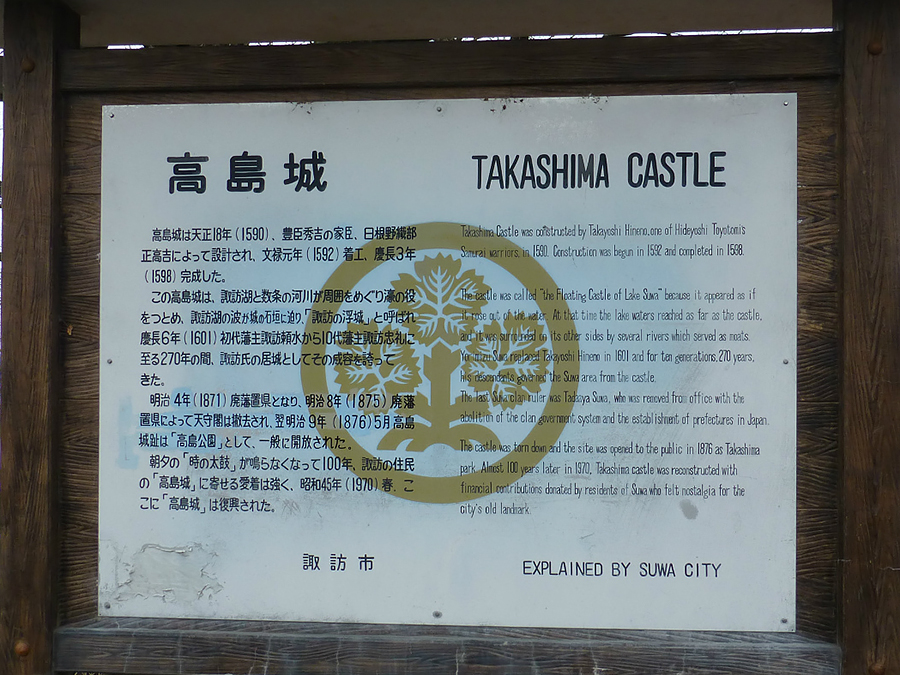 高島城
高島城は天正18年(1590)、豊臣秀吉の家臣、日根野織部
正高吉によって設計され、文禄元年(1592)着工、慶長3年
(1598)完成した。
この高島城は、諏訪湖と数条の河川が周囲をめぐり濠の役
をつとめ、諏訪湖の波が城の石垣に迫り、「諏訪の浮城」と呼ばれ
慶長6年(1601)初代藩主諏訪頼水から10代藩主諏訪忠礼に
至る270年の間、諏訪氏の居城としてその威容を誇って
きた。
明治4年(1871)廃藩置県となり、明治8年(1875)廃藩
置県によって天守閣は撤去され、翌明治9年(1876)5月高島
城趾は「高島公園」として、一般に開放された。
朝夕の「時の太鼓」が鳴らなくなって100年、諏訪の住民
の「高島城」に寄せる愛着は強く、昭和45年(1970)春、こ
こに「高島城」は復興された。
諏訪市
TAKASHIMA CASTLE
Takashima Castle was constructed by Takayoshi Hineno, one of Hideyoshi Toyotomi's
Samurai warriors, in 1590. Construction was begun in 1592 and completed in 1598.
The castle was called "the Floating Castle of Lake Suwa" because it appeared as if
it rose out of the water. At that time the lake waters reached as far as the castle,
and it was surrounded on its other sides by several rivers which served as moats.
Yorimizu Suwa replaced Takayoshi Hineno in 1601 and for ten generations, 270 years,
his descendants governed the Suwa area from the castle.
The last Suwa clan ruler was Tadaaya Suwa, who was removed from office with the
abolition of the clan government system and the establishment of prefectures in Japan.
The castle was torn down and the site was opened to the public in 1876 as Takashima
park. Almost 100 years later in 1970, Takashima castle was reconstructed with
financial contributions donated by residents of Suwa who felt nostalgia for the
city's old landmark.
EXPLAINED BY SUWA CITY